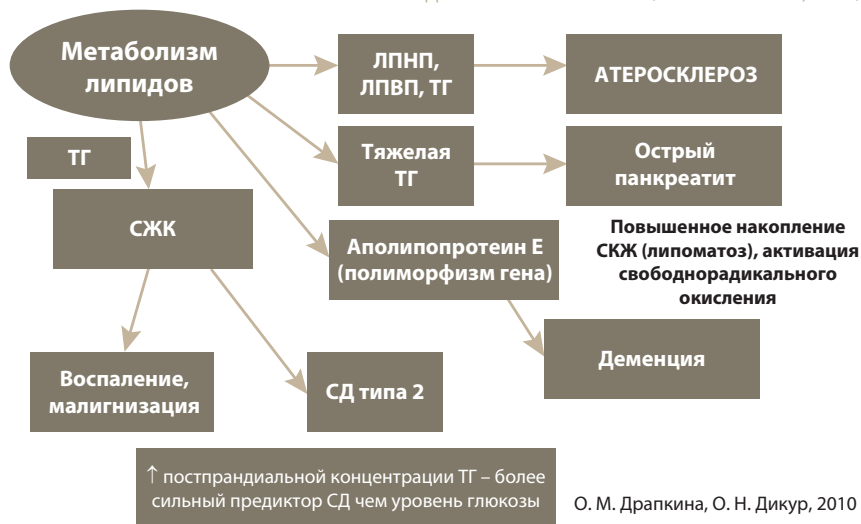 Метаболизм
липидов
ЛПНП,
ЛПВП, ТГ
АТЕРОСКЛЕРОЗ
ТГ
Тяжелая
ТГ
Острый
панкреатит
СЖК
Аполипопротеин Е
(полиморфизм гена)
Повышенное накопление
СКЖ (липоматоз), активация
свободнорадикального
окисления
Воспаление,
малигнизация
СД типа 2
Деменция
↑ постпрандиальной концентрации ТГ – более
сильный предиктор СД чем уровень глюкозы
О. М. Драпкина, О. Н. Дикур, 2010